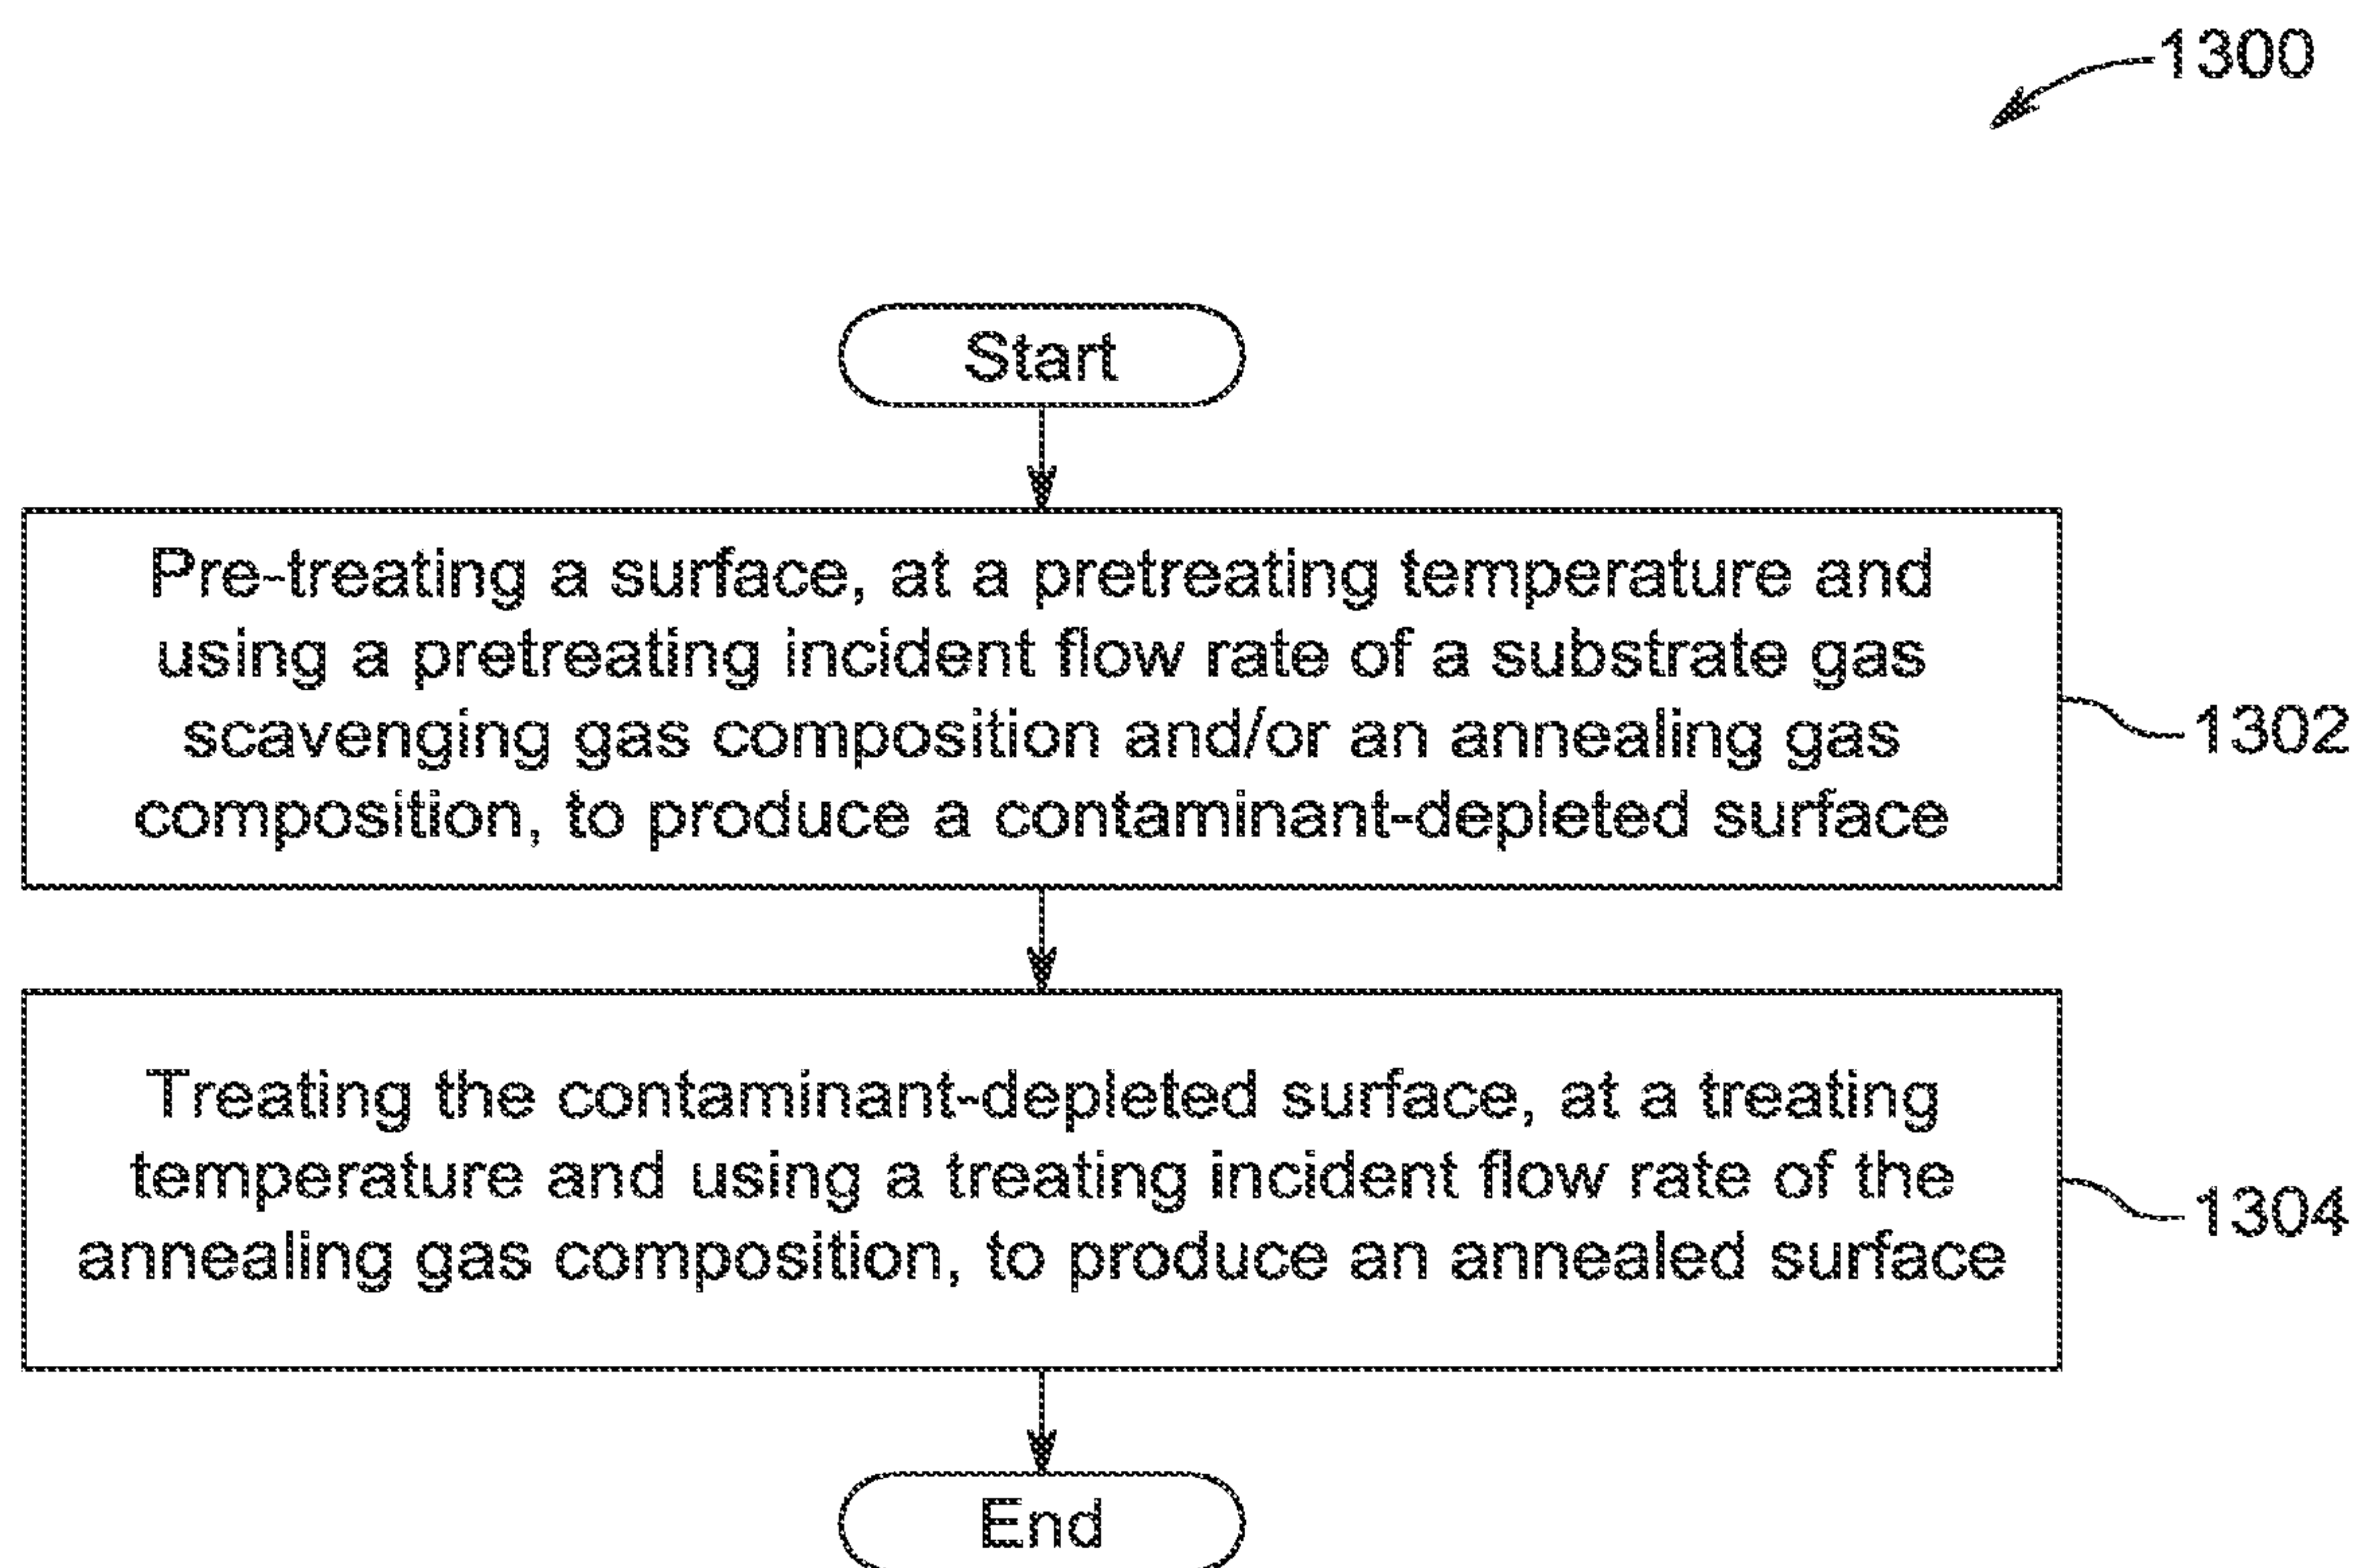 1300
Start
Pre-treating a surface, at a pretreating temperature and
using a pretreating incident flow rate of a substrate gas
scavenging gas composition and/or an annealing gas
composition, to produce a contaminant-depleted surface
1302
Treating the contaminant-depleted surface, at a treating
temperature and using a treating incident flow rate of the
annealing gas composition, to produce an annealed surface
1304
End